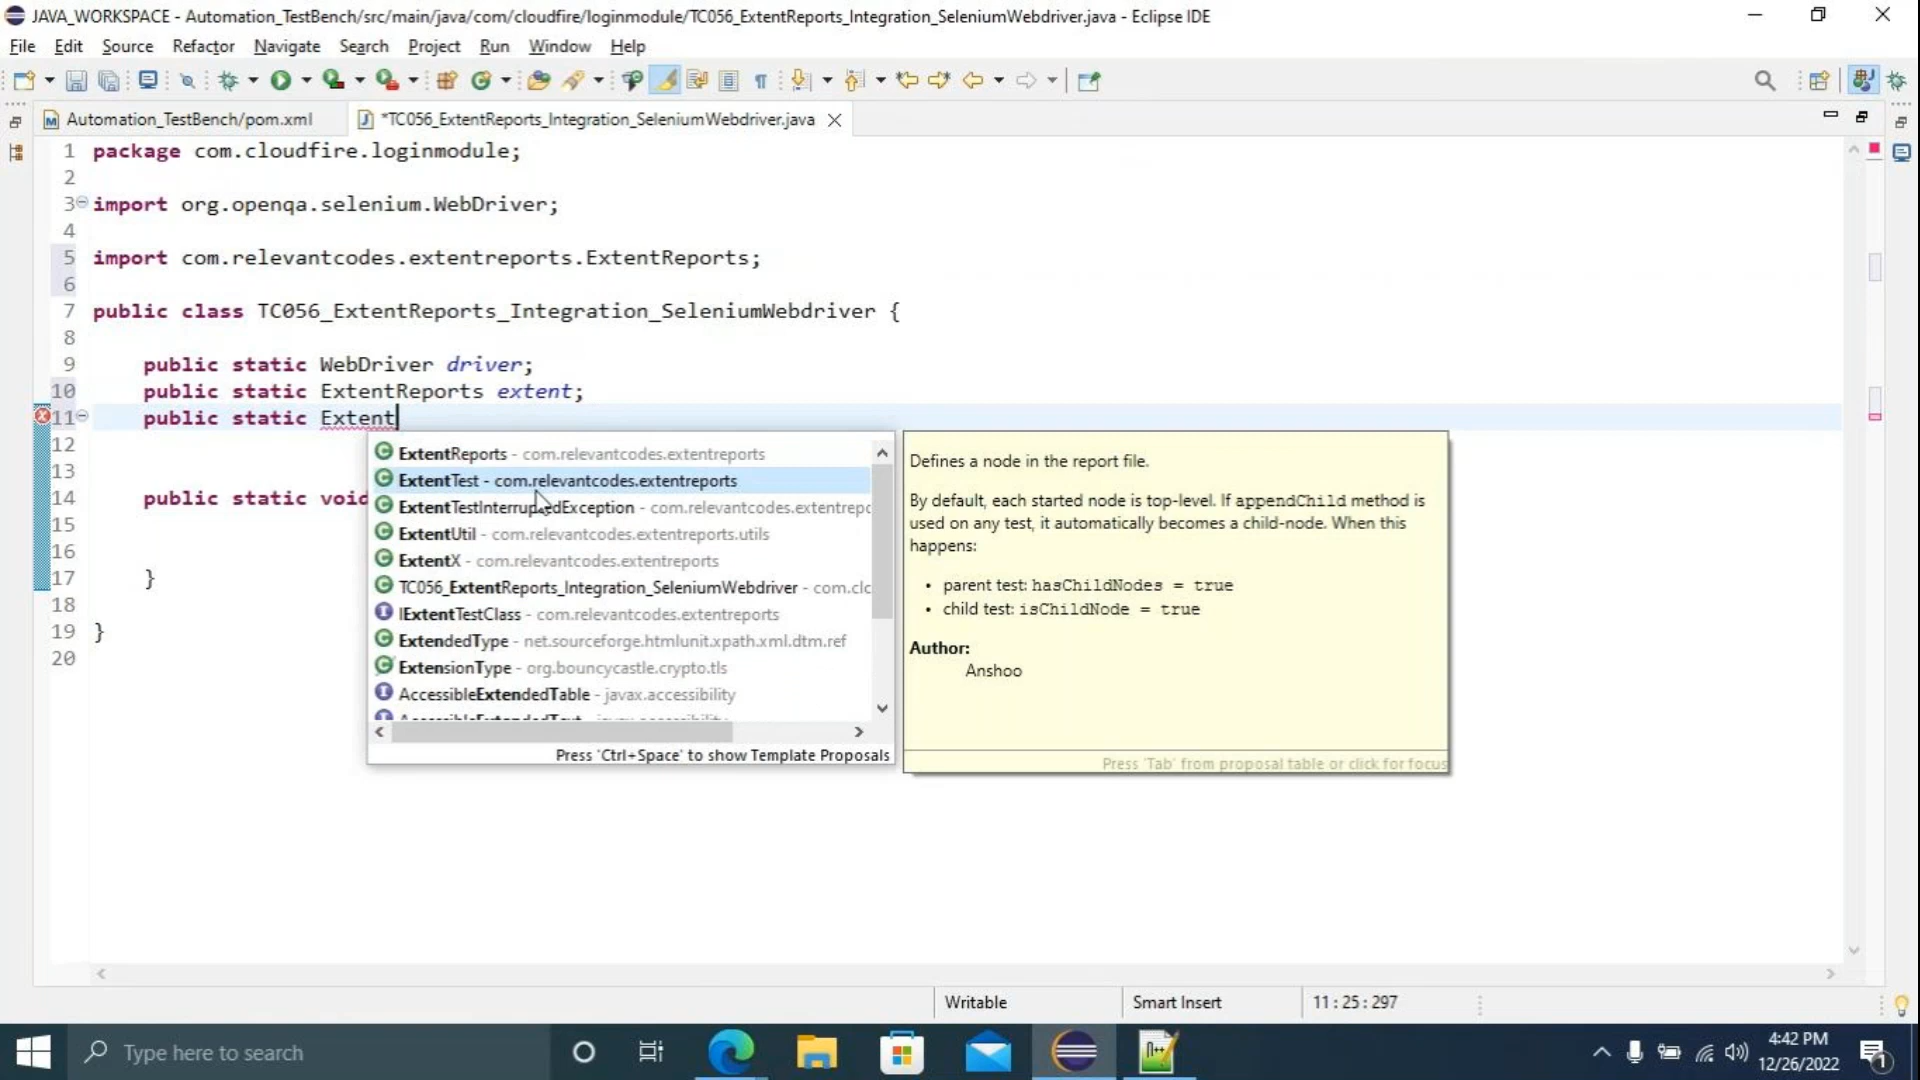 JAVA_WORKSPACE - Automation_TestBench/src/main/java/com/cloudfire/loginmodule/TC056_ExtentReports_Integration_SeleniumWebdriver.java - Eclipse IDE
File Edit Source Refactor Navigate Search Project Run Window Help
Automation_TestBench/pom.xml
*TC056_ExtentReports_Integration_SeleniumWebdriver.java
1 package com.cloudfire.loginmodule;
2
3 import org.openqa.selenium.WebDriver;
4
5 import com.relevantcodes.extentreports.ExtentReports;
6
7 public class TC056_ExtentReports_Integration_SeleniumWebdriver {
8
9 public static WebDriver driver;
10 public static ExtentReports extent;
11 public static Extent
12
13
14 public static void
15
16
17 }
18
19 }
20
ExtentReports - com.relevantcodes.extentreports
ExtentTest - com.relevantcodes.extentreports
ExtentTestInterruptedException - com.relevantcodes.extentrepo
ExtentUtil - com.relevantcodes.extentreports.utils
ExtentX - com.relevantcodes.extentreports
TC056_ExtentReports_Integration_SeleniumWebdriver - com.clo
IExtentTestClass - com.relevantcodes.extentreports
ExtendedType - net.sourceforge.htmlunit.xpath.xml.dtm.ref
ExtensionType - org.bouncycastle.crypto.tls
AccessibleExtendedTable - javax.accessibility
Press 'Ctrl+Space' to show Template Proposals
Defines a node in the report file.
By default, each started node is top-level. If appendChild method is
used on any test, it automatically becomes a child-node. When this
happens:
• parent test: hasChildNodes = true
• child test: isChildNode = true
Author:
Anshoo
Press 'Tab' from proposal table or click for focus
Writable
Smart Insert
11 : 25 : 297
Type here to search
4:42 PM
12/26/2022
1